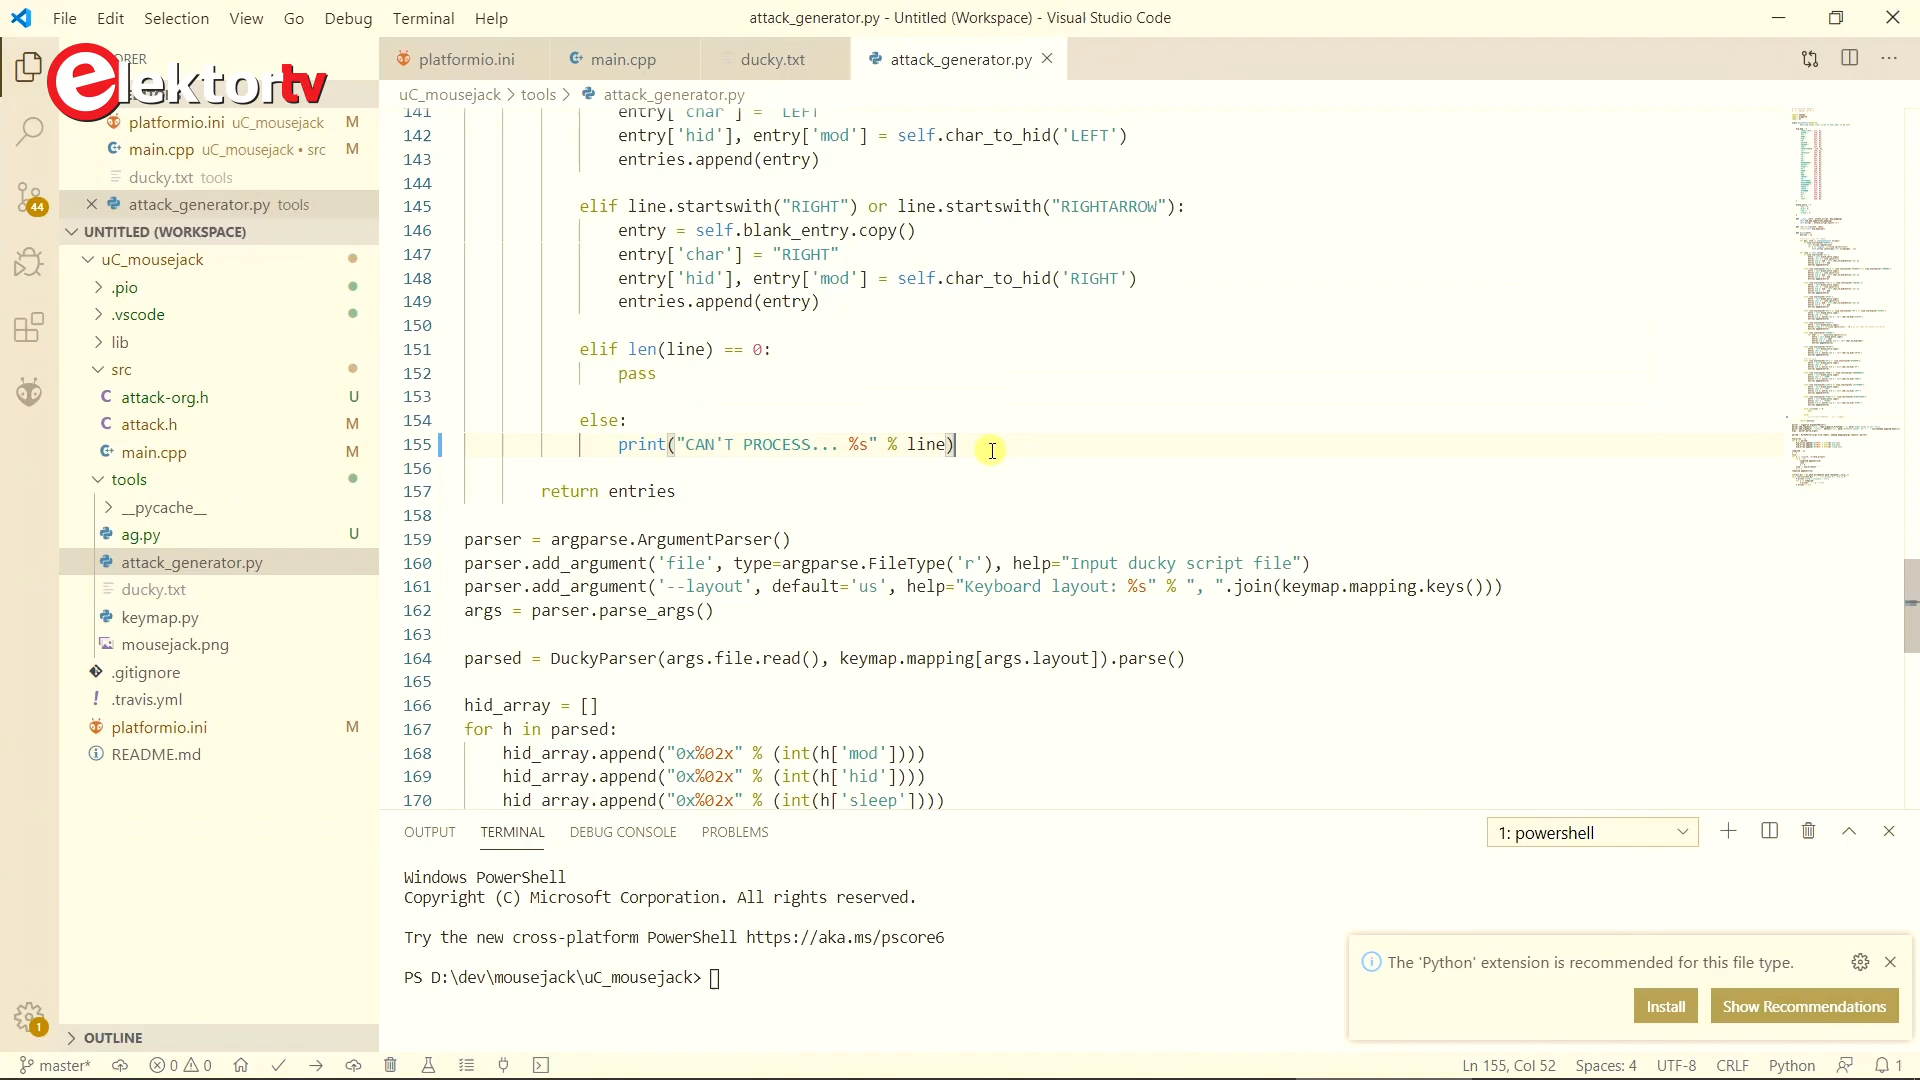 File Edit Selection View Go Debug Terminal Help
attack_generator.py - Untitled (Workspace) - Visual Studio Code
elektortv
ORER
platformio.ini
main.cpp
ducky.txt
attack_generator.py
uC_mousejack > tools > attack_generator.py
platformio.ini uC_mousejack M
main.cpp uC_mousejack • src M
ducky.txt tools
attack_generator.py tools
UNTITLED (WORKSPACE)
uC_mousejack
.pio
.vscode
lib
src
attack-org.h U
attack.h M
main.cpp M
tools
__pycache__
ag.py U
attack_generator.py
ducky.txt
keymap.py
mousejack.png
.gitignore
.travis.yml
platformio.ini M
README.md
OUTLINE
44
1
141 entry['char'] = "LEFT"
142 entry['hid'], entry['mod'] = self.char_to_hid('LEFT')
143 entries.append(entry)
144
145 elif line.startswith("RIGHT") or line.startswith("RIGHTARROW"):
146 entry = self.blank_entry.copy()
147 entry['char'] = "RIGHT"
148 entry['hid'], entry['mod'] = self.char_to_hid('RIGHT')
149 entries.append(entry)
150
151 elif len(line) == 0:
152 pass
153
154 else:
155 print("CAN'T PROCESS... %s" % line)
156
157 return entries
158
159 parser = argparse.ArgumentParser()
160 parser.add_argument('file', type=argparse.FileType('r'), help="Input ducky script file")
161 parser.add_argument('--layout', default='us', help="Keyboard layout: %s" % ", ".join(keymap.mapping.keys()))
162 args = parser.parse_args()
163
164 parsed = DuckyParser(args.file.read(), keymap.mapping[args.layout]).parse()
165
166 hid_array = []
167 for h in parsed:
168 hid_array.append("0x%02x" % (int(h['mod'])))
169 hid_array.append("0x%02x" % (int(h['hid'])))
170 hid_array.append("0x%02x" % (int(h['sleep'])))
OUTPUT TERMINAL DEBUG CONSOLE PROBLEMS
1: powershell
Windows PowerShell
Copyright (C) Microsoft Corporation. All rights reserved.
Try the new cross-platform PowerShell https://aka.ms/pscore6
PS D:\dev\mousejack\uC_mousejack>
The 'Python' extension is recommended for this file type.
Install
Show Recommendations
master* 0 0
Ln 155, Col 52 Spaces: 4 UTF-8 CRLF Python 1